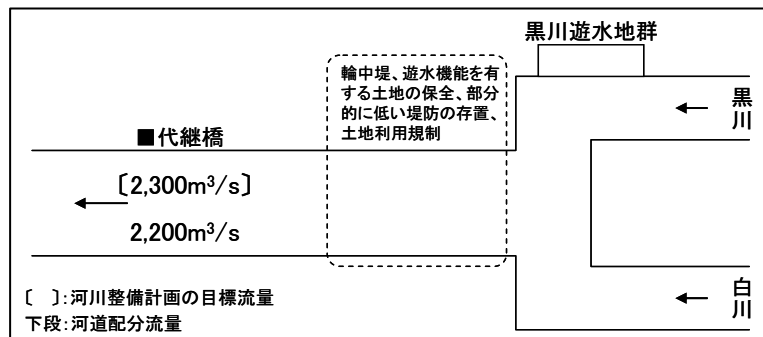 黒川遊水地群
輪中堤、遊水機能を有
する土地の保全、部分
的に低い堤防の存置、
土地利用規制
黒川
■代継橋
〔2,300m³/s〕
2,200m³/s
白川
〔　〕:河川整備計画の目標流量
下段:河道配分流量